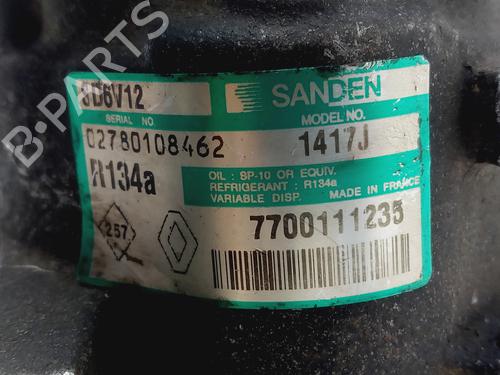 SD6V12
SANDEN
SERIAL NO
MODEL NO.
02780108462
1417J
R134a
OIL : SP-10 OR EQUIV.
REFRIGERANT : R134a
VARIABLE DISP. MADE IN FRANCE
257
7700111235
B-PARTS